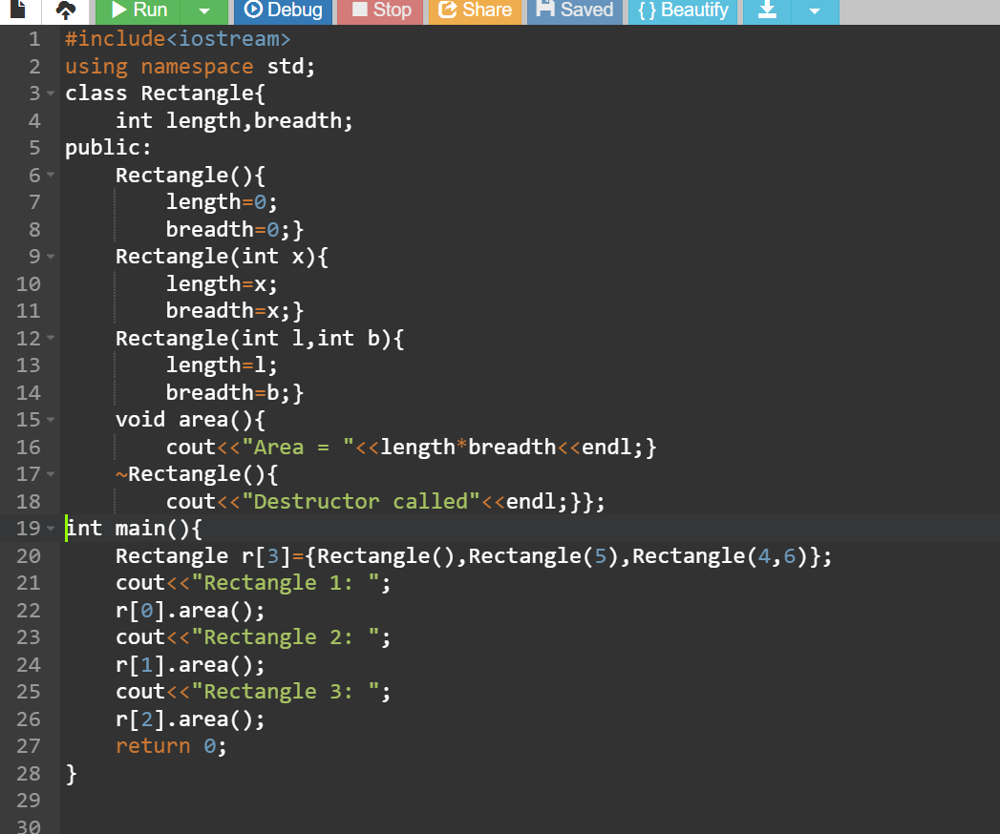 Run Debug Stop Share Saved { } Beautify
1 #include<iostream>
2 using namespace std;
3 class Rectangle{
4     int length,breadth;
5 public:
6     Rectangle(){
7         length=0;
8         breadth=0;}
9     Rectangle(int x){
10         length=x;
11         breadth=x;}
12     Rectangle(int l,int b){
13         length=l;
14         breadth=b;}
15     void area(){
16         cout<<"Area = "<<length*breadth<<endl;}
17     ~Rectangle(){
18         cout<<"Destructor called"<<endl;}};
19 int main(){
20     Rectangle r[3]={Rectangle(),Rectangle(5),Rectangle(4,6)};
21     cout<<"Rectangle 1: ";
22     r[0].area();
23     cout<<"Rectangle 2: ";
24     r[1].area();
25     cout<<"Rectangle 3: ";
26     r[2].area();
27     return 0;
28 }
29
30